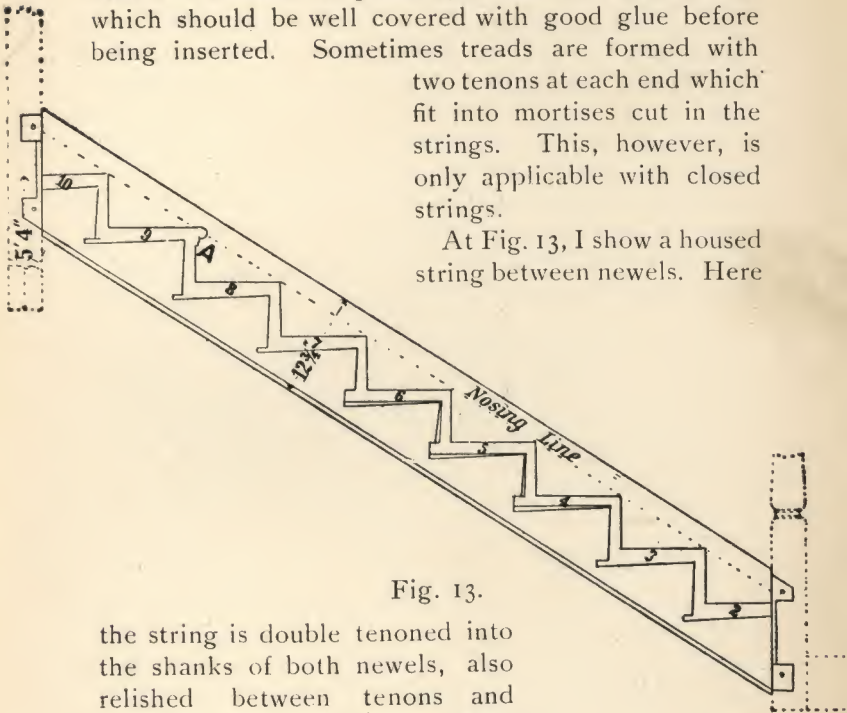 which should be well covered with good glue before
being inserted. Sometimes treads are formed with
two tenons at each end which
fit into mortises cut in the
strings. This, however, is
only applicable with closed
strings.
At Fig. 13, I show a housed
string between newels. Here
5'4"
10
9
A
8
12¾"
6
Nosing Line
5
4
3
2
Fig. 13.
the string is double tenoned into
the shanks of both newels, also
relished between tenons and